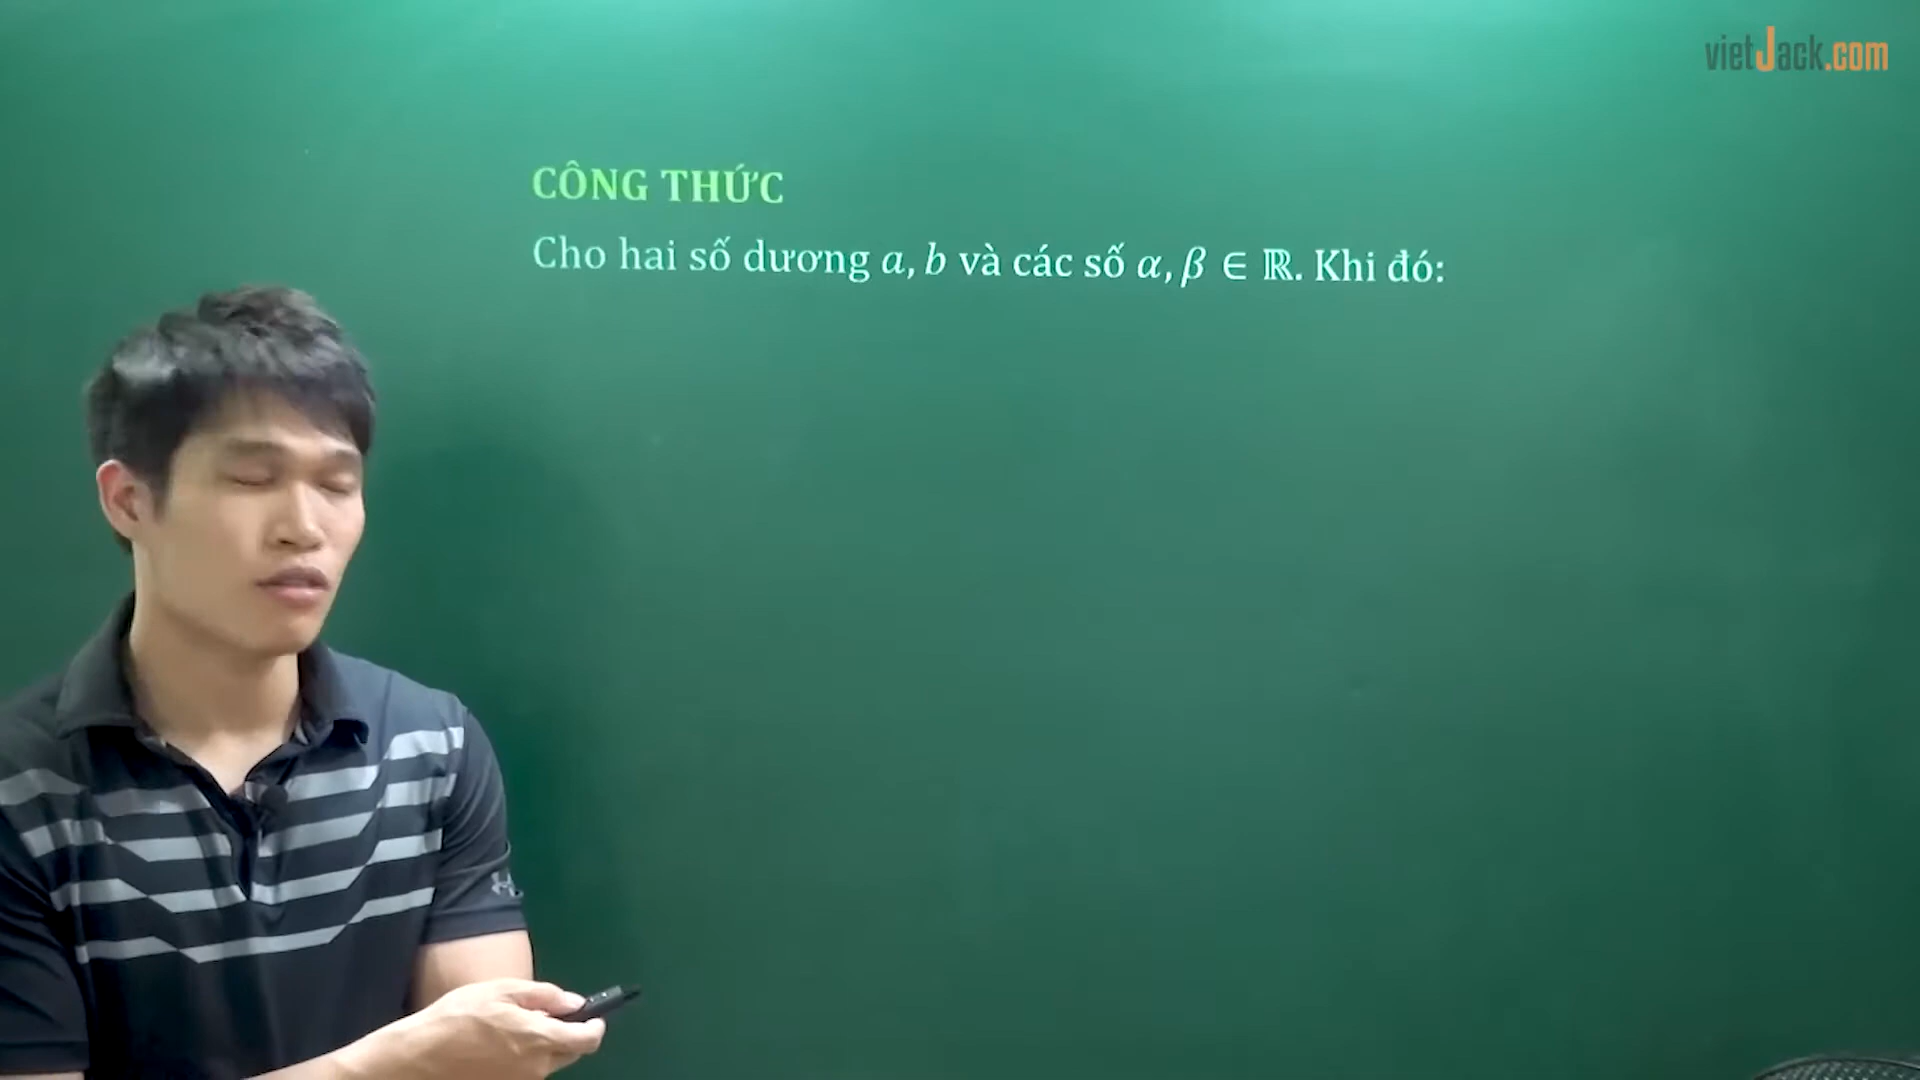 vietJack.com
CÔNG THỨC
Cho hai số dương a, b và các số α, β ∈ ℝ. Khi đó: